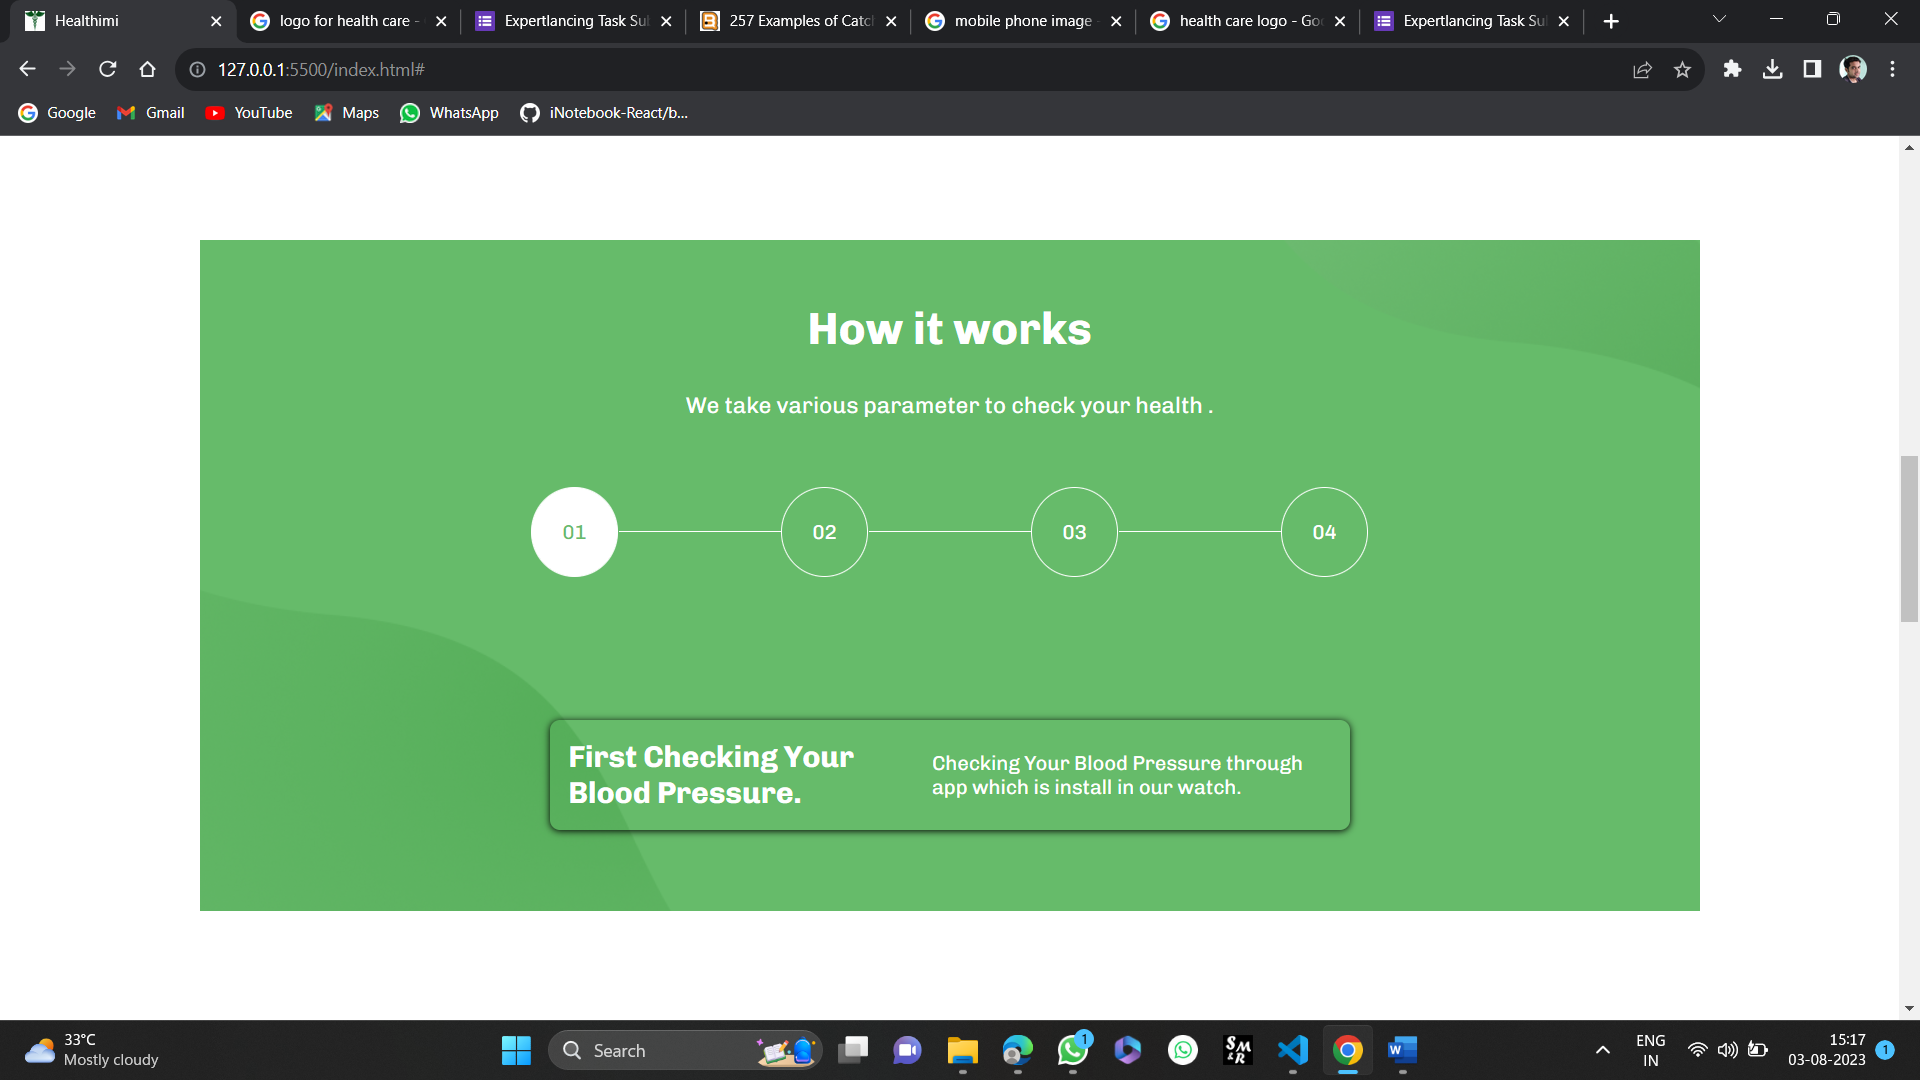 Healthimi
logo for health care -
Expertlancing Task Sul
257 Examples of Catc
mobile phone image
health care logo - Goo
Expertlancing Task Sul
127.0.0.1:5500/index.html#
Google
Gmail
YouTube
Maps
WhatsApp
iNotebook-React/b...
How it works
We take various parameter to check your health .
01
02
03
04
First Checking Your
Blood Pressure.
Checking Your Blood Pressure through
app which is install in our watch.
33°C
Mostly cloudy
Search
1
SM
&R
W
ENG
IN
15:17
03-08-2023
1